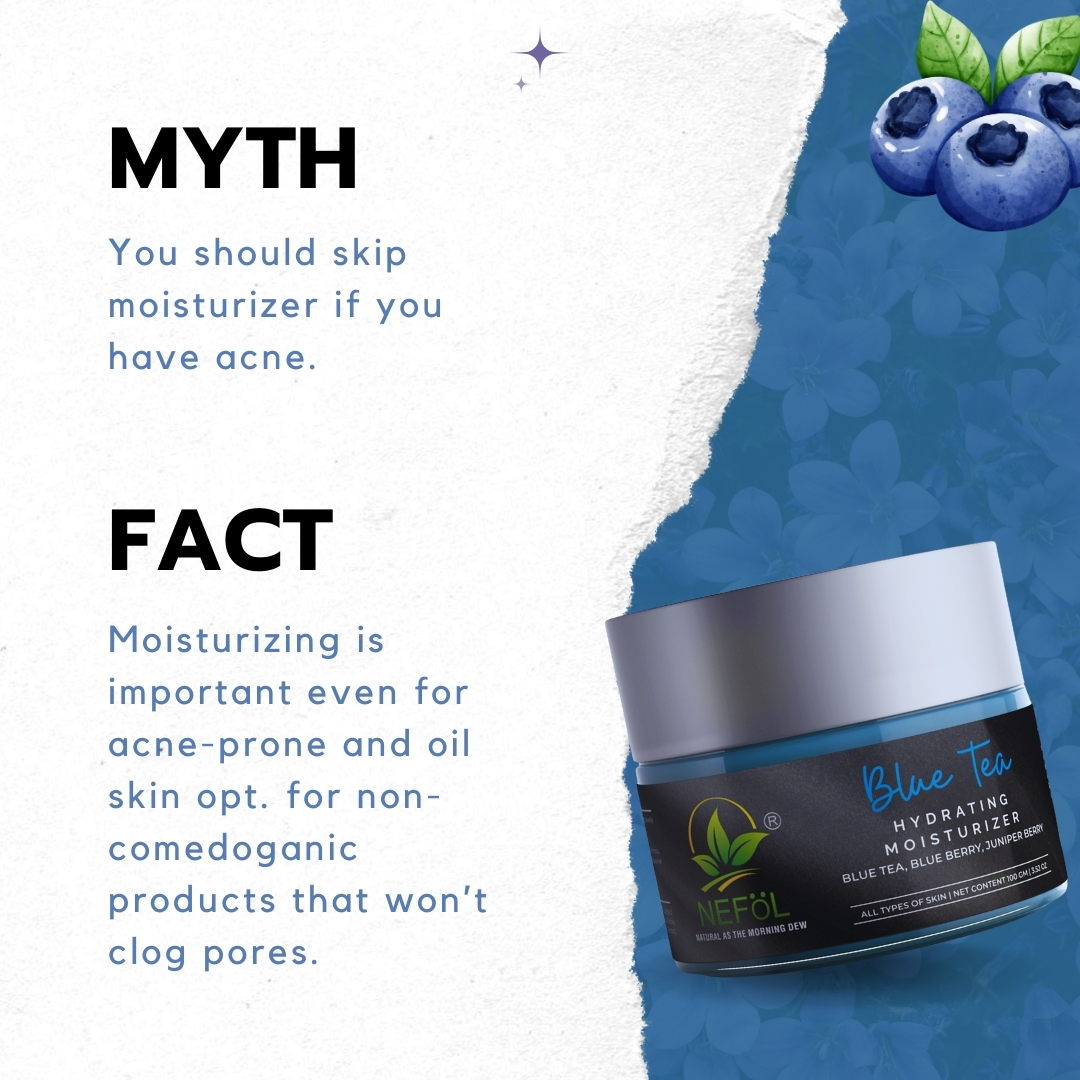 MYTH
You should skip
moisturizer if you
have acne.
FACT
Moisturizing is
important even for
acne-prone and oil
skin opt. for non-
comedoganic
products that won't
clog pores.
Blue Tea
HYDRATING
MOISTURIZER
BLUE TEA, BLUE BERRY, JUNIPER BERRY
ALL TYPES OF SKIN | NET CONTENT 100 GM | 3.52 OZ
®
NEFÖL
NATURAL AS THE MORNING DEW